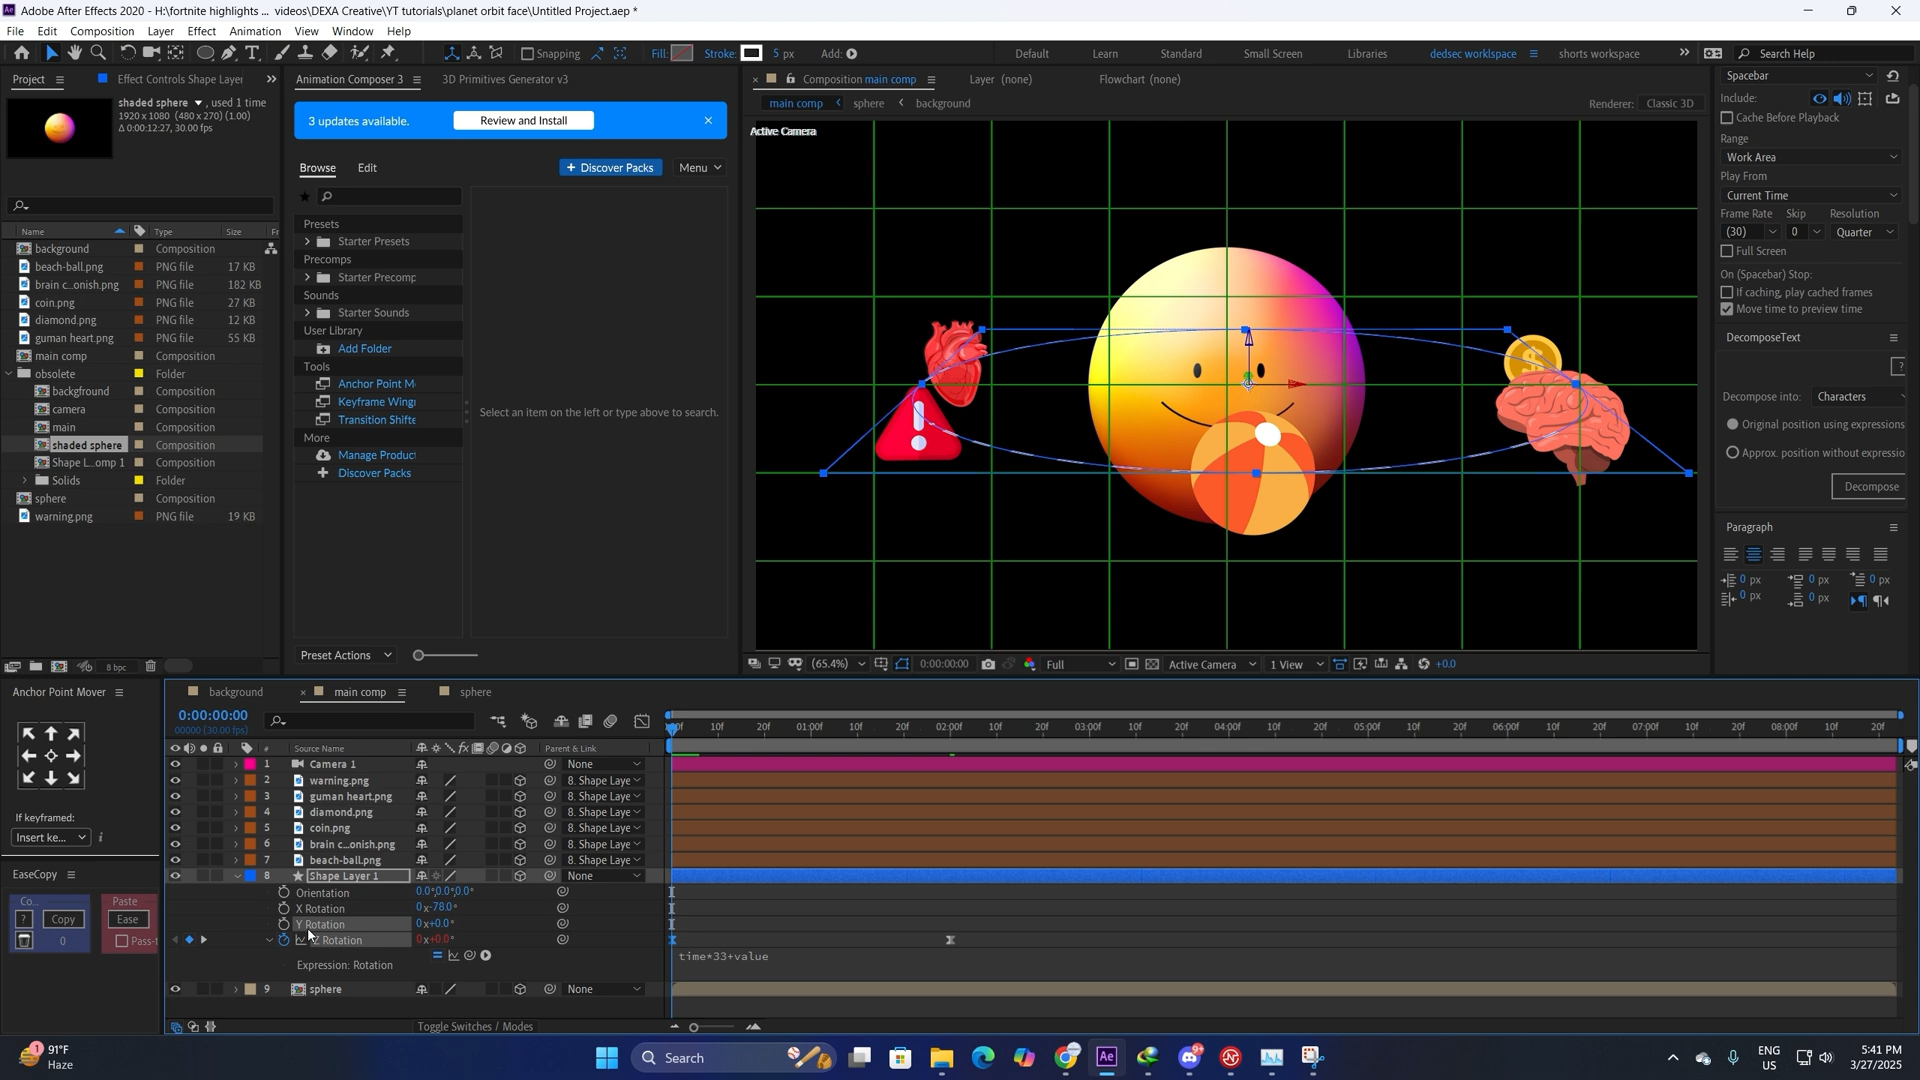 Adobe After Effects 2020 - H:\fortnite highlights ... videos\DEXA Creative\YT tutorials\planet orbit face\Untitled Project.aep *
File Edit Composition Layer Effect Animation View Window Help
Snapping Fill: Stroke: 5 px Add: Default Learn Standard Small Screen Libraries dedsec worklspace shorts workspace Search Help
Project Effect Controls Shape Layer
shaded sphere , used 1 time
1920 x 1080 (480 x 270) (1.00)
Δ 0:00:12:27, 30.00 fps
Name Type Size
background Composition
beach-ball.png PNG file 17 KB
brain c...onish.png PNG file 182 KB
coin.png PNG file 27 KB
diamond.png PNG file 12 KB
guman heart.png PNG file 55 KB
main comp Composition
obsolete Folder
background Composition
camera Composition
main Composition
shaded sphere Composition
Shape L...omp 1 Composition
Solids Folder
sphere Composition
warning.png PNG file 19 KB
8 bpc
Animation Composer 3 3D Primitives Generator v3
3 updates available. Review and Install
Browse Edit + Discover Packs Menu
Presets
Starter Presets
Precomps
Starter Precomp
Sounds
Starter Sounds
User Library
Add Folder
Tools
Anchor Point M
Keyframe Wing
Transition Shifte
More
Manage Product
Discover Packs
Select an item on the left or type above to search.
Preset Actions
Composition main comp Layer (none) Flowchart (none)
main comp sphere background Renderer: Classic 3D
Active Camera
(65.4%) 0:00:00:00 Full Active Camera 1 View +0.0
Spacebar
Include:
Cache Before Playback
Range
Work Area
Play From
Current Time
Frame Rate Skip Resolution
(30) 0 Quarter
Full Screen
On (Spacebar) Stop:
If caching, play cached frames
Move time to preview time
DecomposeText
?
Decompose into: Characters
Original position using expressions
Approx. position without expressio
Decompose
Paragraph
0 px 0 px 0 px
0 px 0 px
Anchor Point Mover
If keyframed:
Insert ke... i
EaseCopy
Co... Paste
? Copy Ease
0 Pass-t
background main comp sphere
0:00:00:00
00000 (30.00 fps)
10f 20f 01:00f 10f 20f 02:00f 10f 20f 03:00f 10f 20f 04:00f 10f 20f 05:00f 10f 20f 06:00f 10f 20f 07:00f 10f 20f 08:00f 10f 20f
# Source Name Parent & Link
1 Camera 1 None
2 warning.png 8. Shape Laye
3 guman heart.png 8. Shape Laye
4 diamond.png 8. Shape Laye
5 coin.png 8. Shape Laye
6 brain c...onish.png 8. Shape Laye
7 beach-ball.png 8. Shape Laye
8 Shape Layer 1 None
Orientation 0.0°,0.0°,0.0°
X Rotation 0x-78.0°
Y Rotation 0x+0.0°
Z Rotation 0x+0.0°
Expression: Rotation time*33+value
9 sphere None
Toggle Switches / Modes
91°F
Haze
Search
ENG
US
5:41 PM
3/27/2025